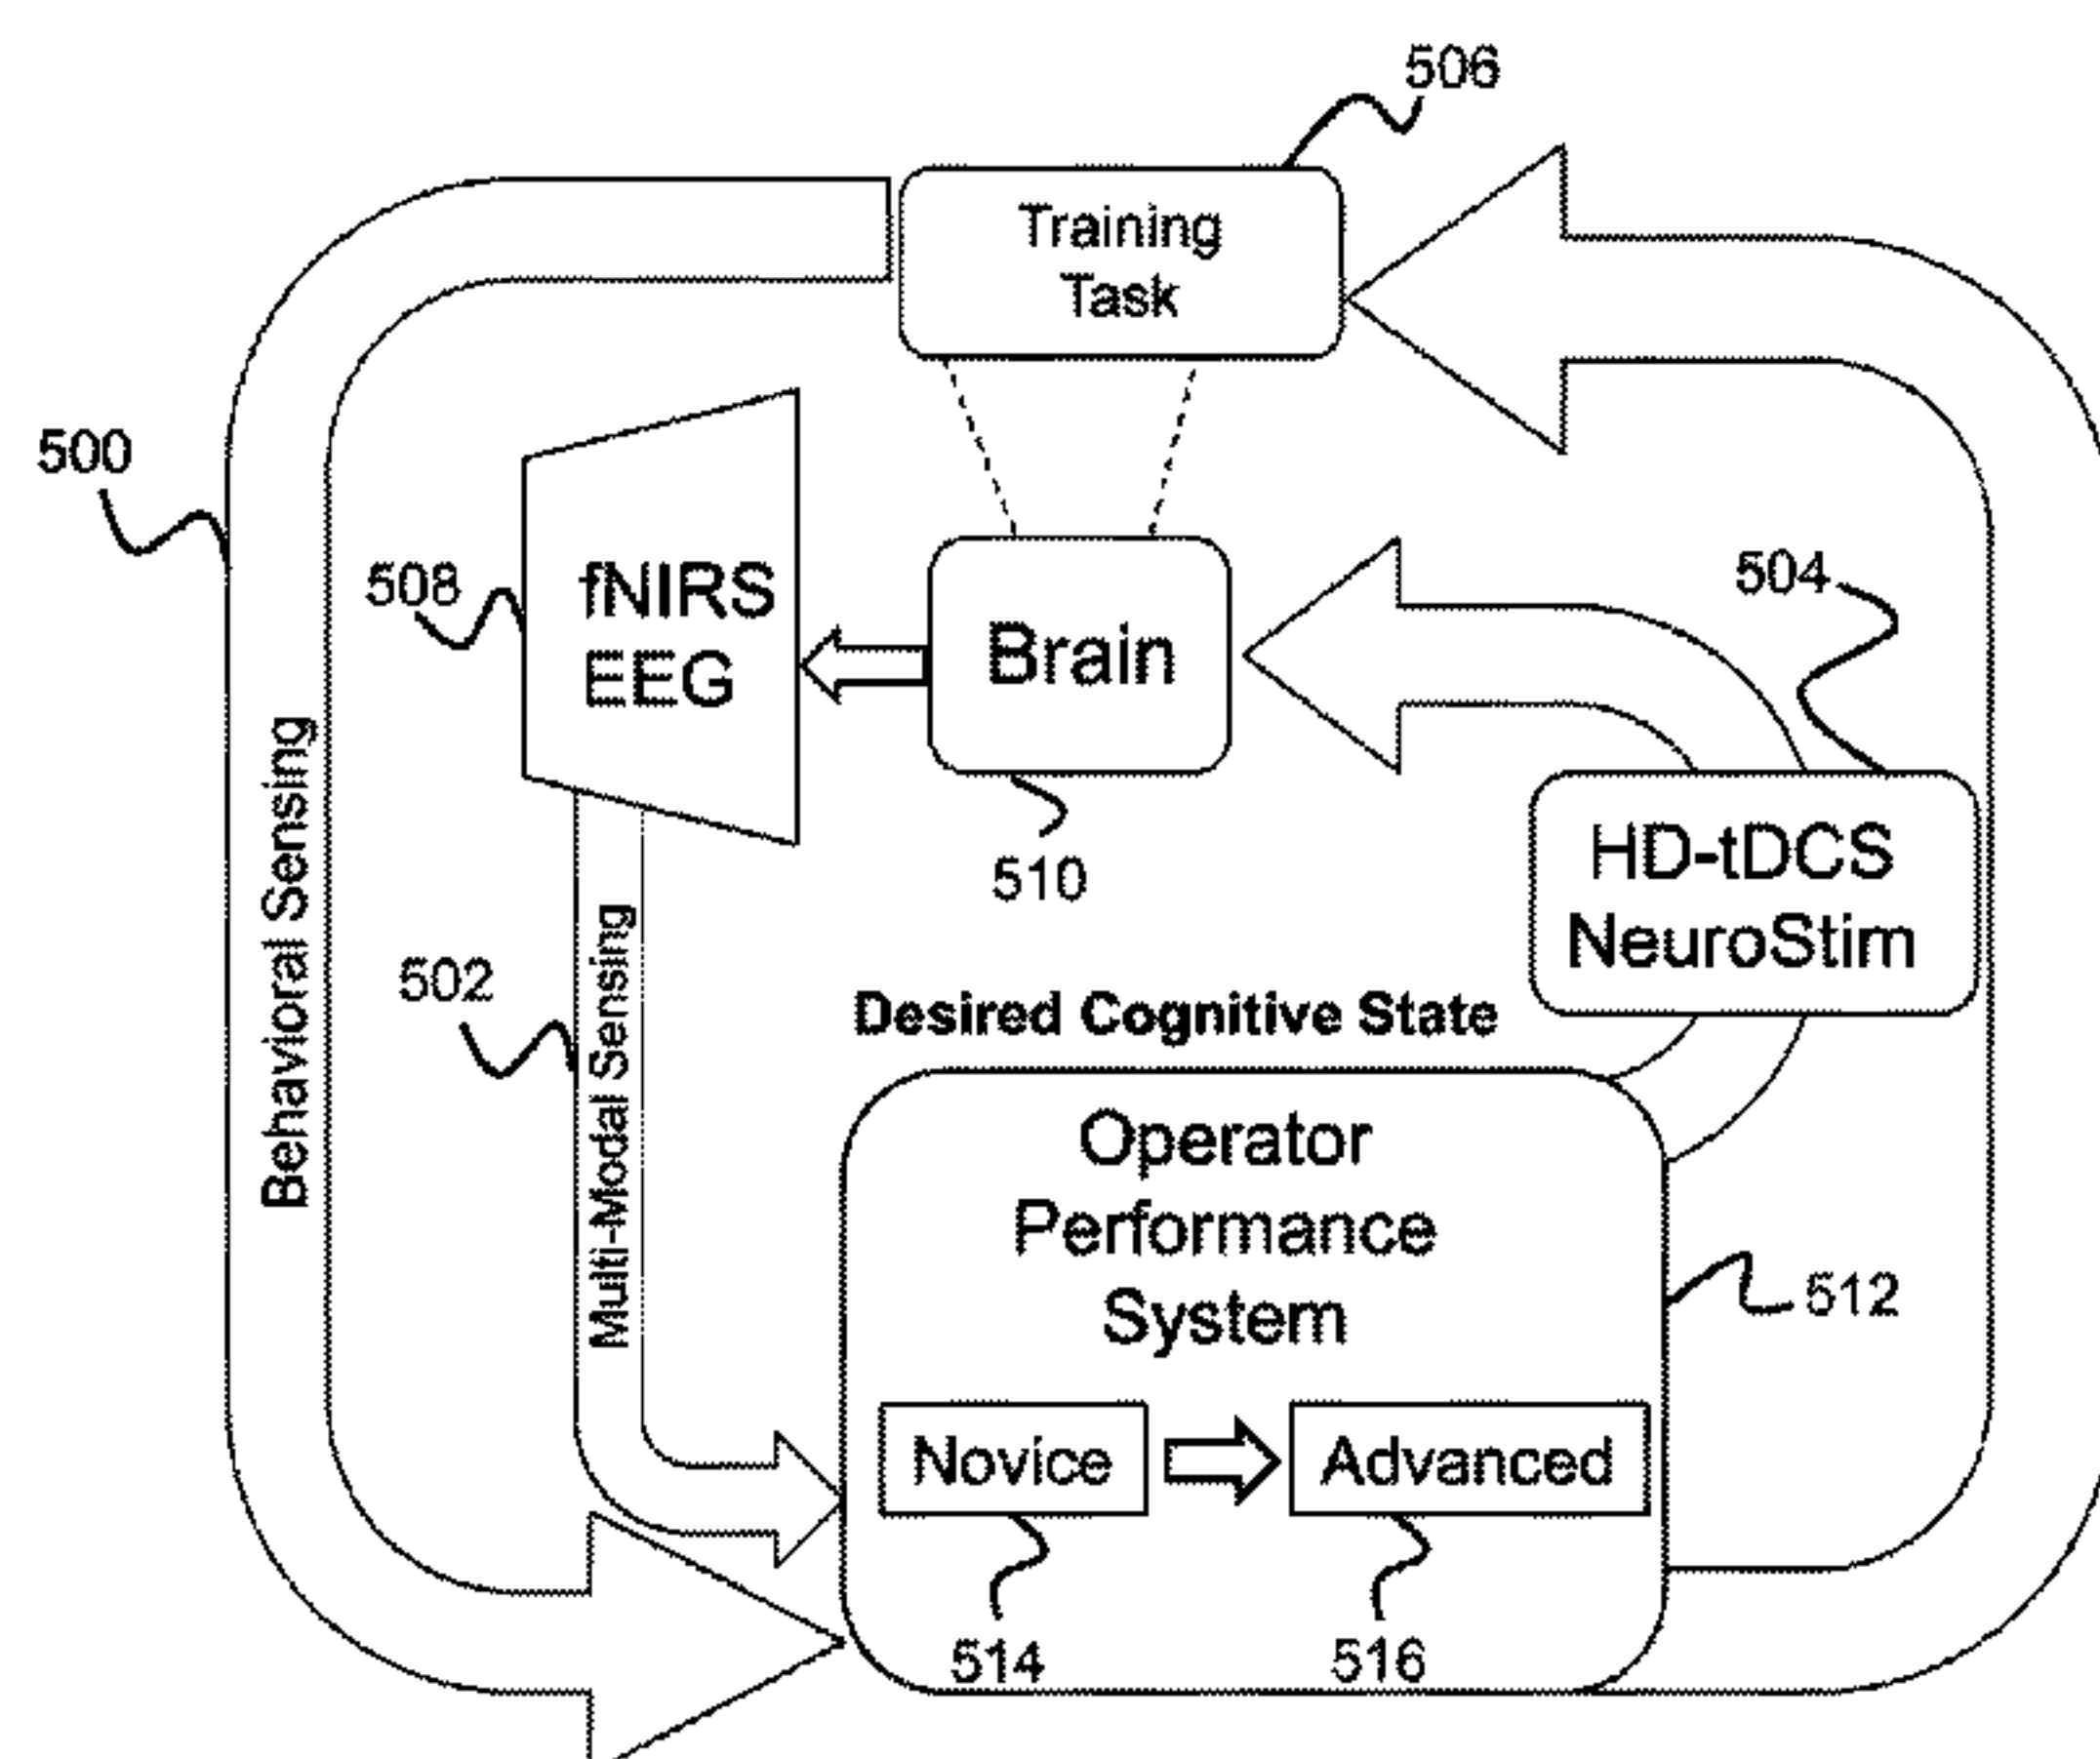 506
Training
Task
500
508
fNIRS
EEG
Brain
504
510
HD-tDCS
NeuroStim
Behavioral Sensing
502
Multi-Modal Sensing
Desired Cognitive State
Operator
Performance
System
512
Novice
Advanced
514
516